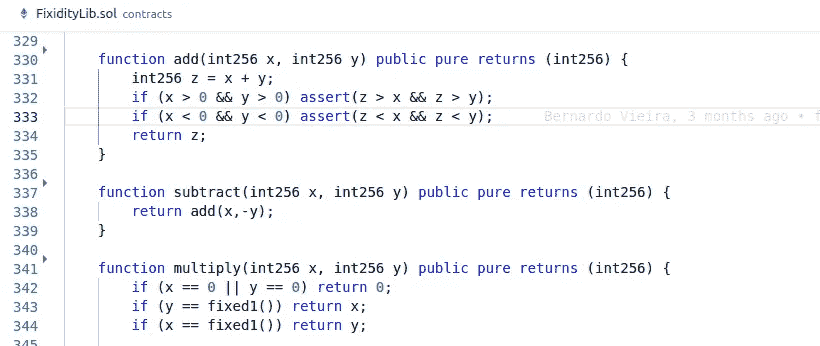 FixidityLib.sol contracts
329
330 function add(int256 x, int256 y) public pure returns (int256) {
331 int256 z = x + y;
332 if (x > 0 && y > 0) assert(z > x && z > y);
333 if (x < 0 && y < 0) assert(z < x && z < y); Bernardo Vieira, 3 months ago • f
334 return z;
335 }
336
337 function subtract(int256 x, int256 y) public pure returns (int256) {
338 return add(x,-y);
339 }
340
341 function multiply(int256 x, int256 y) public pure returns (int256) {
342 if (x == 0 || y == 0) return 0;
343 if (y == fixed1()) return x;
344 if (x == fixed1()) return y;
345